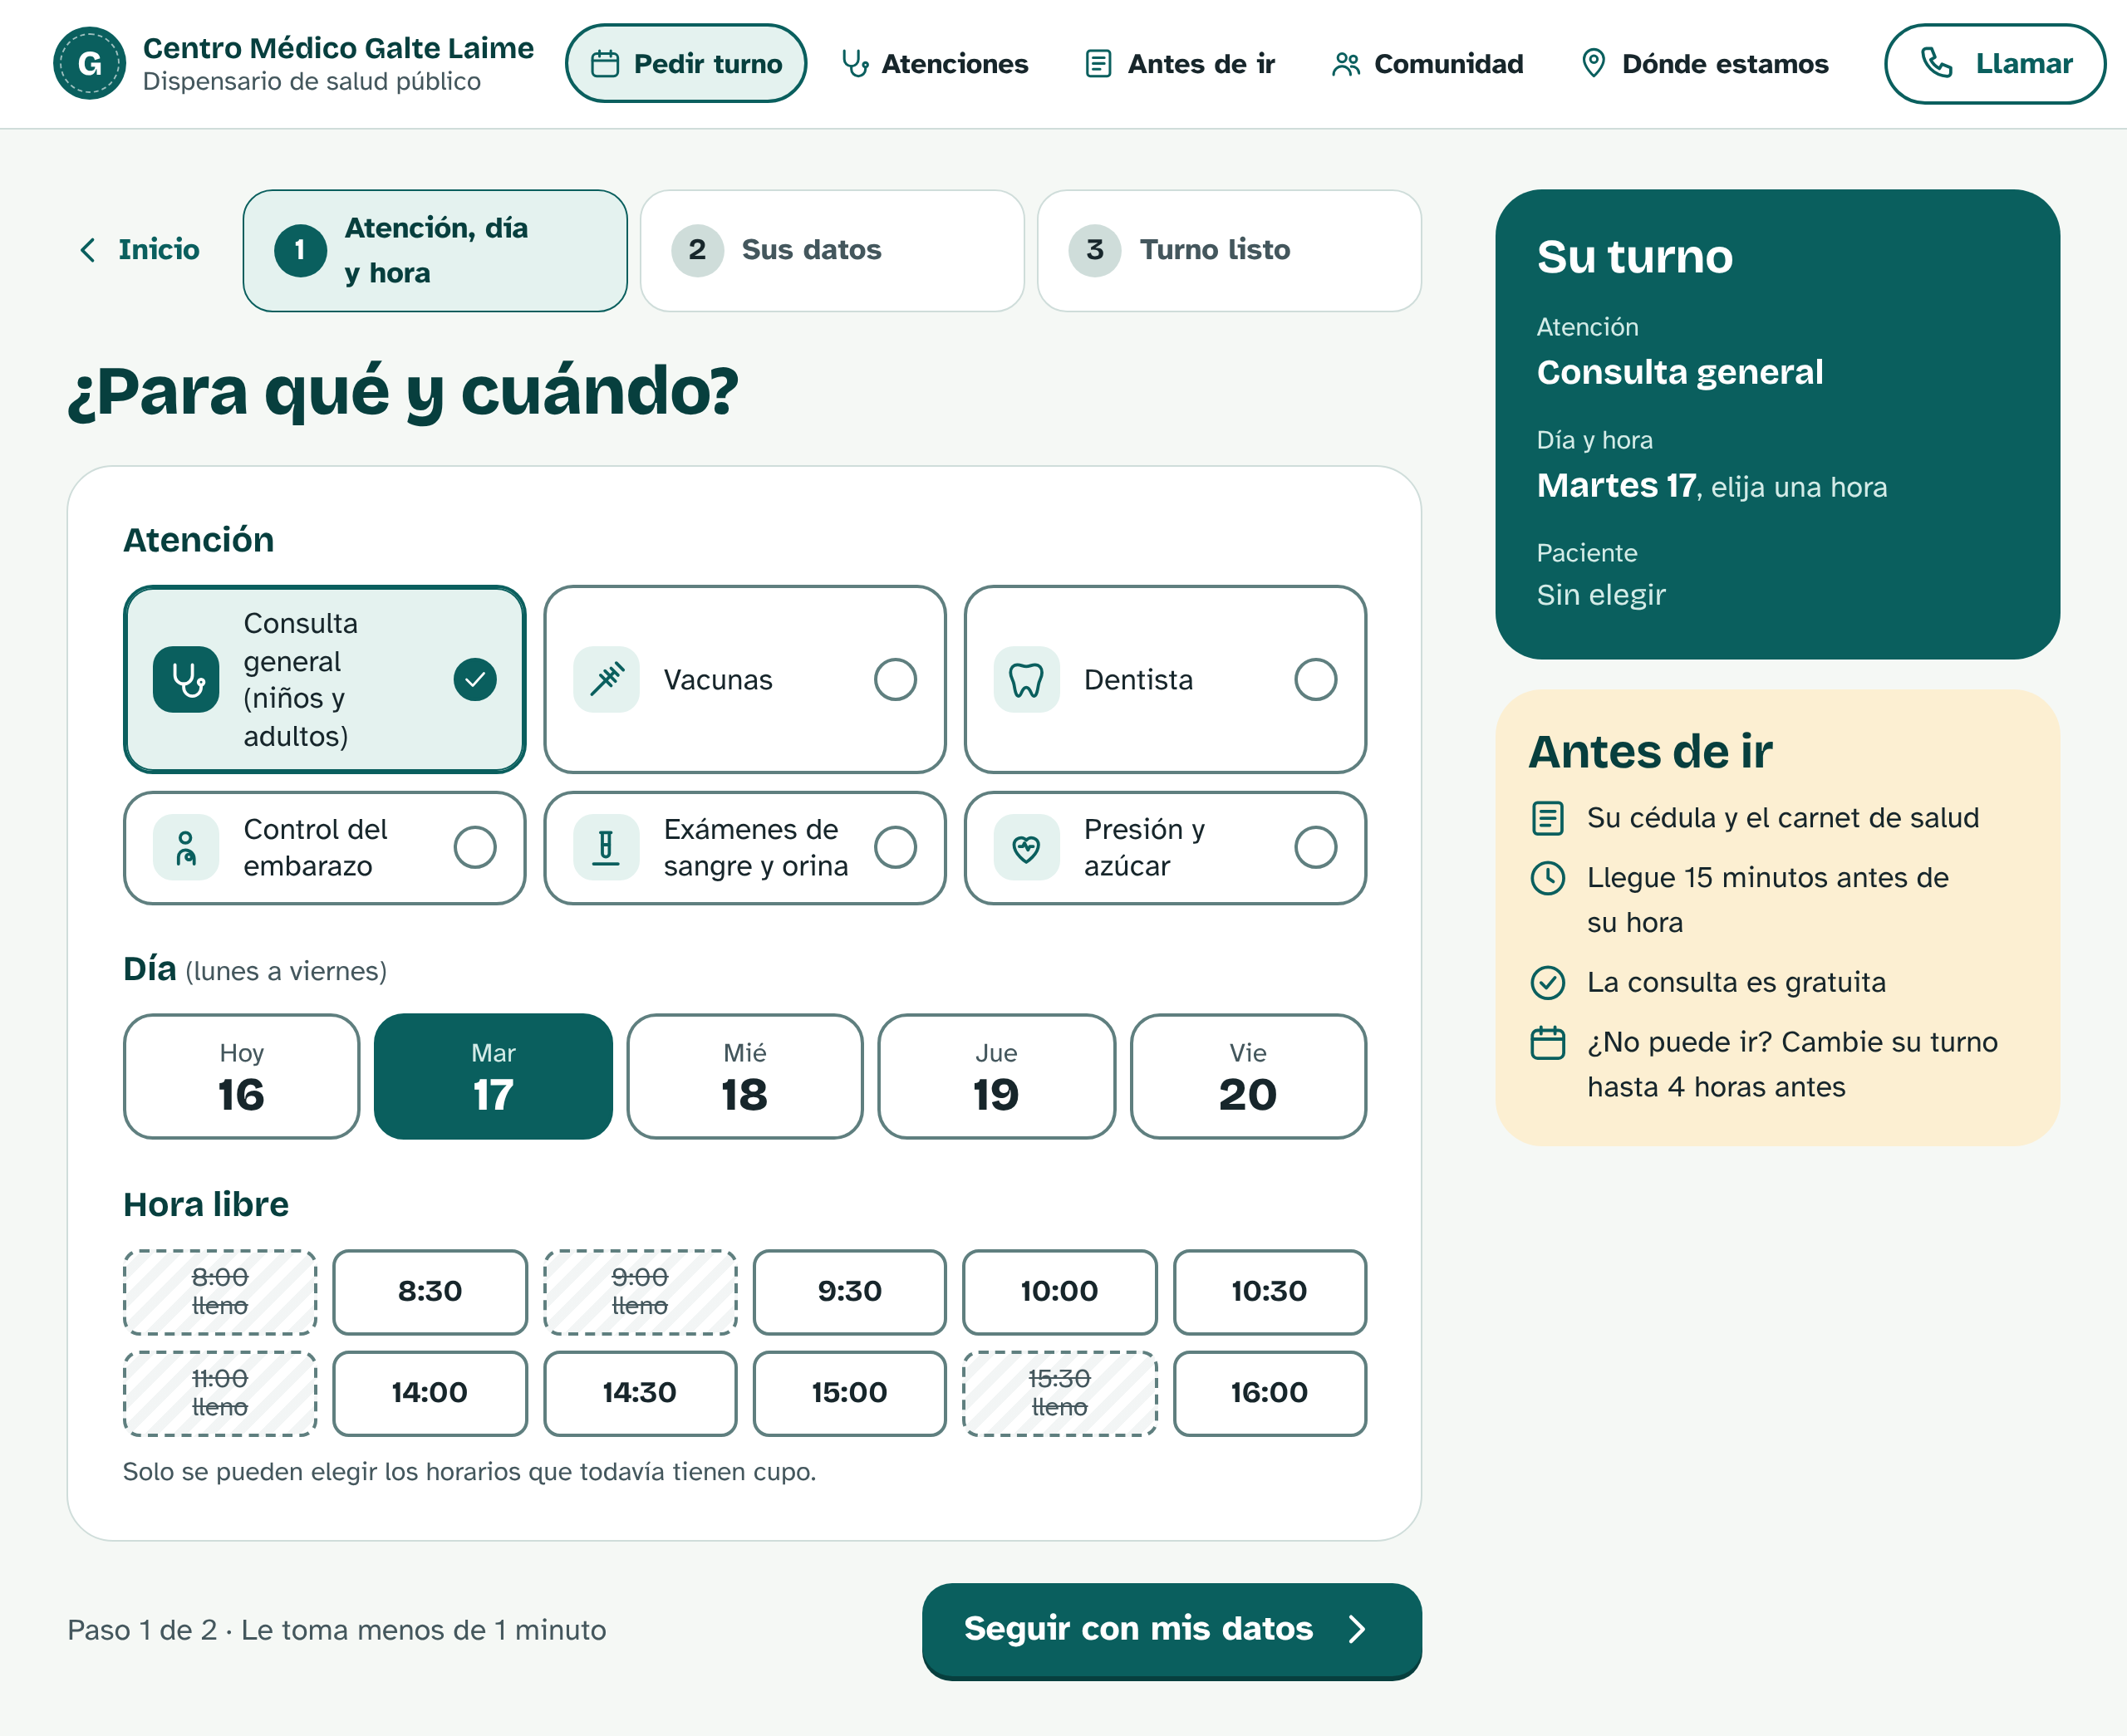 G
Centro Médico Galte Laime
Dispensario de salud público
Pedir turno
Atenciones
Antes de ir
Comunidad
Dónde estamos
Llamar
Inicio
1
Atención, día
y hora
2
Sus datos
3
Turno listo
¿Para qué y cuándo?
Atención
Consulta
general
(niños y
adultos)
Vacunas
Dentista
Control del
embarazo
Exámenes de
sangre y orina
Presión y
azúcar
Día (lunes a viernes)
Hoy
16
Mar
17
Mié
18
Jue
19
Vie
20
Hora libre
8:00
lleno
8:30
9:00
lleno
9:30
10:00
10:30
11:00
lleno
14:00
14:30
15:00
15:30
lleno
16:00
Solo se pueden elegir los horarios que todavía tienen cupo.
Paso 1 de 2 · Le toma menos de 1 minuto
Seguir con mis datos
Su turno
Atención
Consulta general
Día y hora
Martes 17, elija una hora
Paciente
Sin elegir
Antes de ir
Su cédula y el carnet de salud
Llegue 15 minutos antes de
su hora
La consulta es gratuita
¿No puede ir? Cambie su turno
hasta 4 horas antes